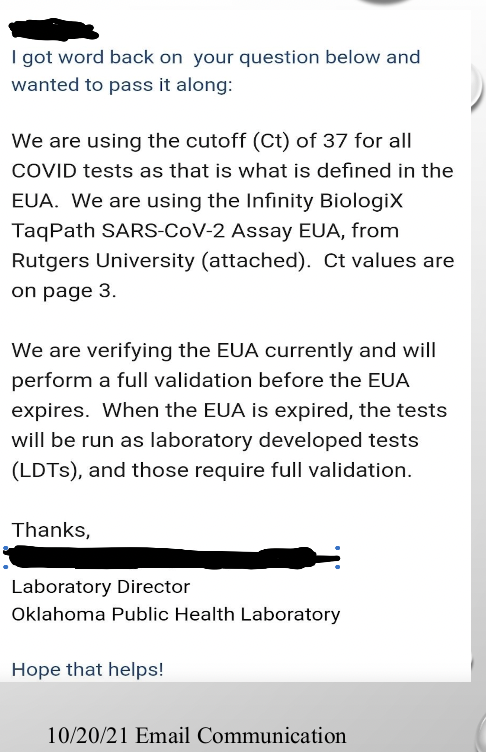 I got word back on your question below and
wanted to pass it along:
We are using the cutoff (Ct) of 37 for all
COVID tests as that is what is defined in the
EUA. We are using the Infinity BiologiX
TaqPath SARS-CoV-2 Assay EUA, from
Rutgers University (attached). Ct values are
on page 3.
We are verifying the EUA currently and will
perform a full validation before the EUA
expires. When the EUA is expired, the tests
will be run as laboratory developed tests
(LDTs), and those require full validation.
Thanks,
Laboratory Director
Oklahoma Public Health Laboratory
Hope that helps!
10/20/21 Email Communication